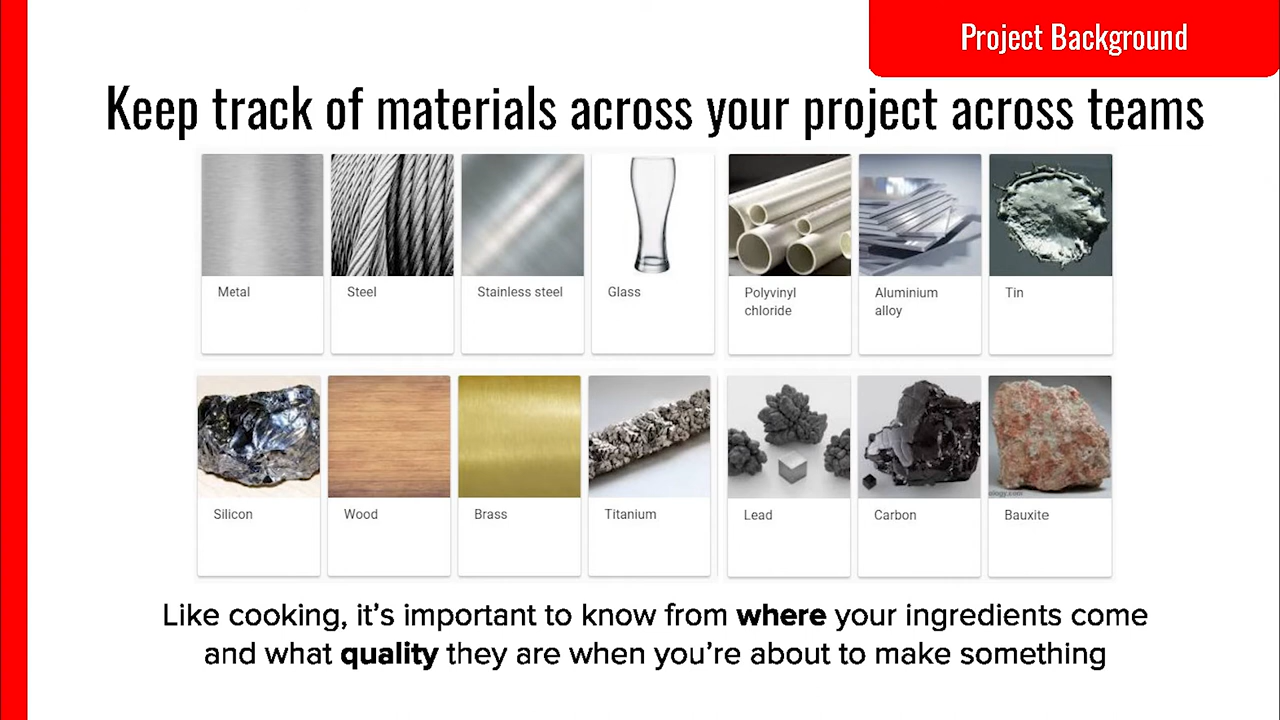 Project Background
Keep track of materials across your project across teams
Metal
Steel
Stainless steel
Glass
Polyvinyl
chloride
Aluminium
alloy
Tin
Silicon
Wood
Brass
Titanium
Lead
Carbon
Bauxite
Like cooking, it's important to know from where your ingredients come
and what quality they are when you're about to make something